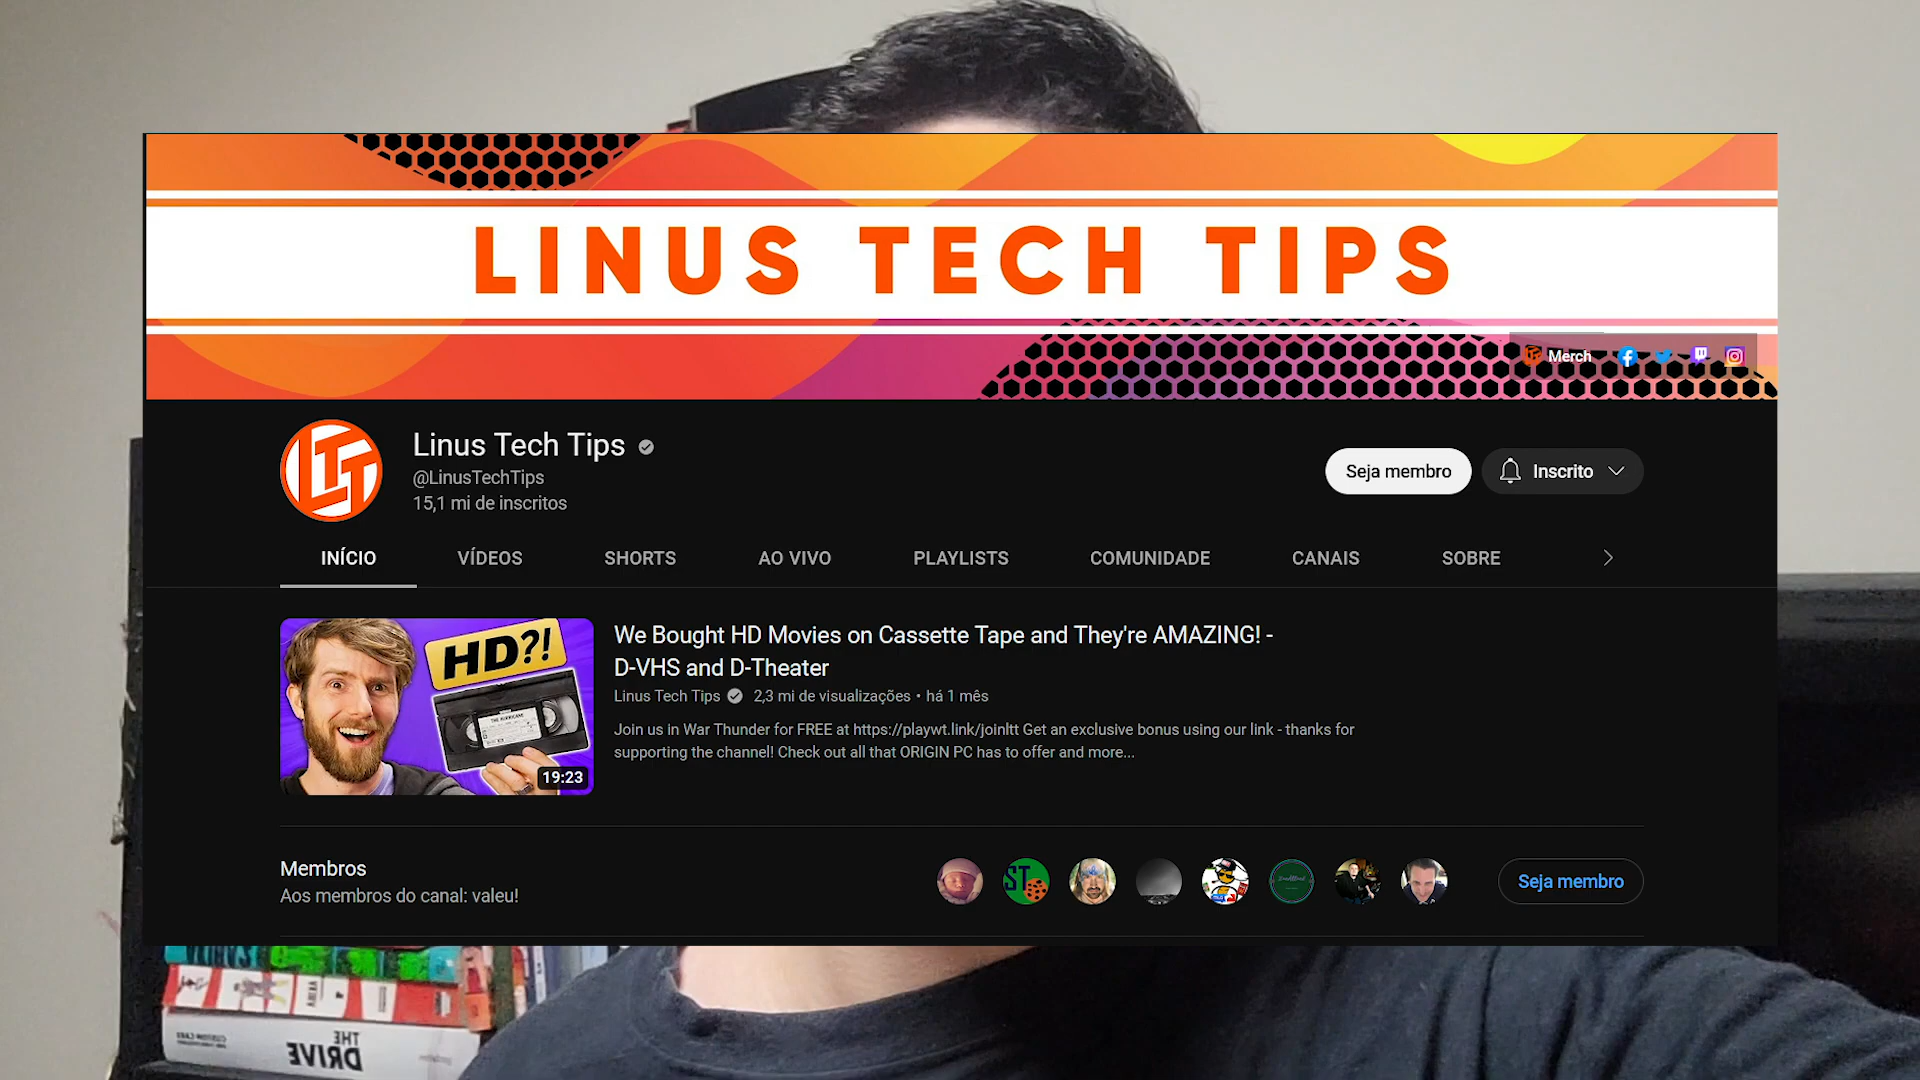 LINUS TECH TIPS
Merch
LTT
Linus Tech Tips
@LinusTechTips
15,1 mi de inscritos
Seja membro
Inscrito
INÍCIO
VÍDEOS
SHORTS
AO VIVO
PLAYLISTS
COMUNIDADE
CANAIS
SOBRE
HD?!
THE HURRICANE
19:23
We Bought HD Movies on Cassette Tape and They're AMAZING! -
D-VHS and D-Theater
Linus Tech Tips 2,3 mi de visualizações • há 1 mês
Join us in War Thunder for FREE at https://playwt.link/joinltt Get an exclusive bonus using our link - thanks for
supporting the channel! Check out all that ORIGIN PC has to offer and more...
Membros
Aos membros do canal: valeu!
ST
Seja membro
THE
DRIVE